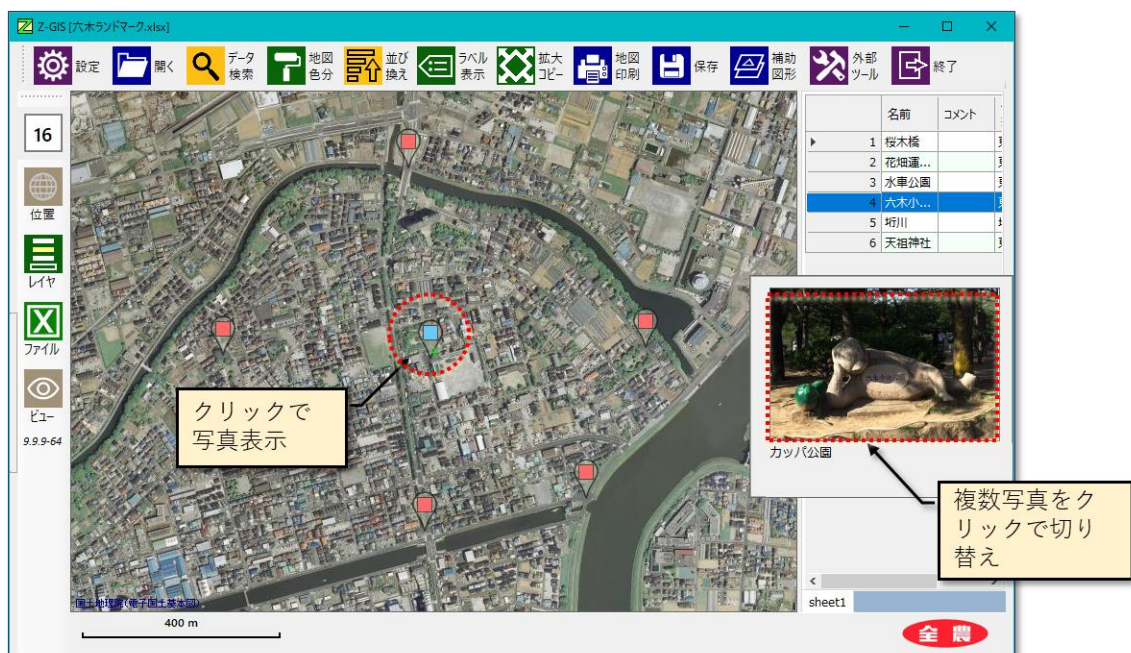 Z-GIS [六木ランドマーク.xlsx]
設定
開く
データ
検索
地図
色分
並び
換え
ラベル
表示
拡大
コピー
地図
印刷
保存
補助
図形
外部
ツール
終了
16
位置
レイヤ
ファイル
ビュー
9.9.9-64
名前 コメント
1 桜木橋
2 花畑運...
3 水車公園
4 六木小...
5 垳川
6 天祖神社
クリックで
写真表示
カッパ公園
複数写真をク
リックで切り
替え
国土地理院(電子国土基本図)
400 m
sheet1
全農